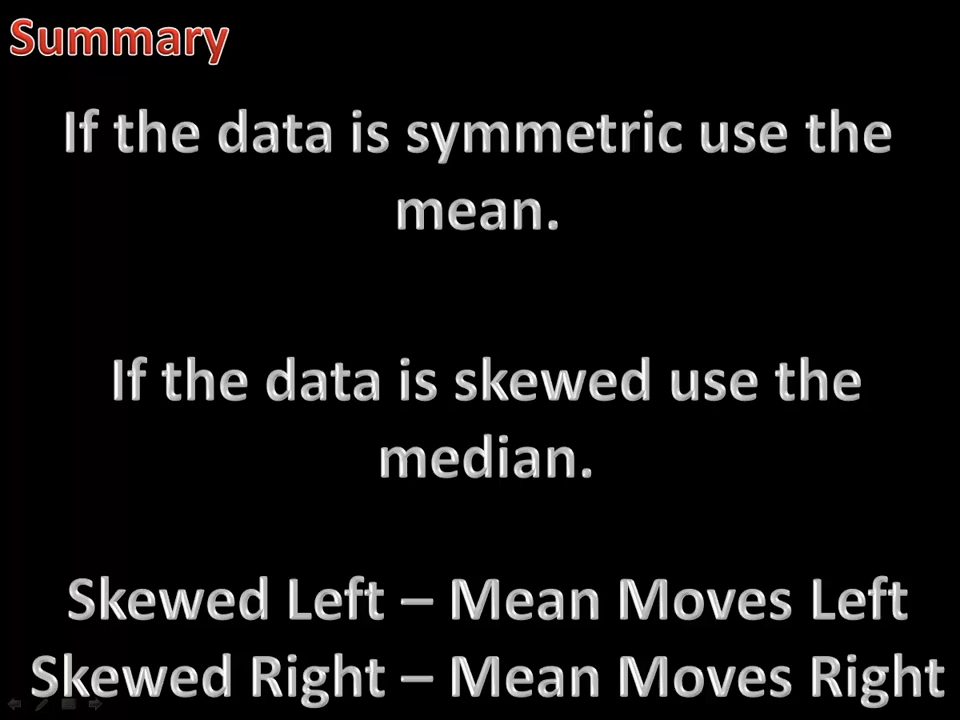 Summary
If the data is symmetric use the
mean.
If the data is skewed use the
median.
Skewed Left – Mean Moves Left
Skewed Right – Mean Moves Right